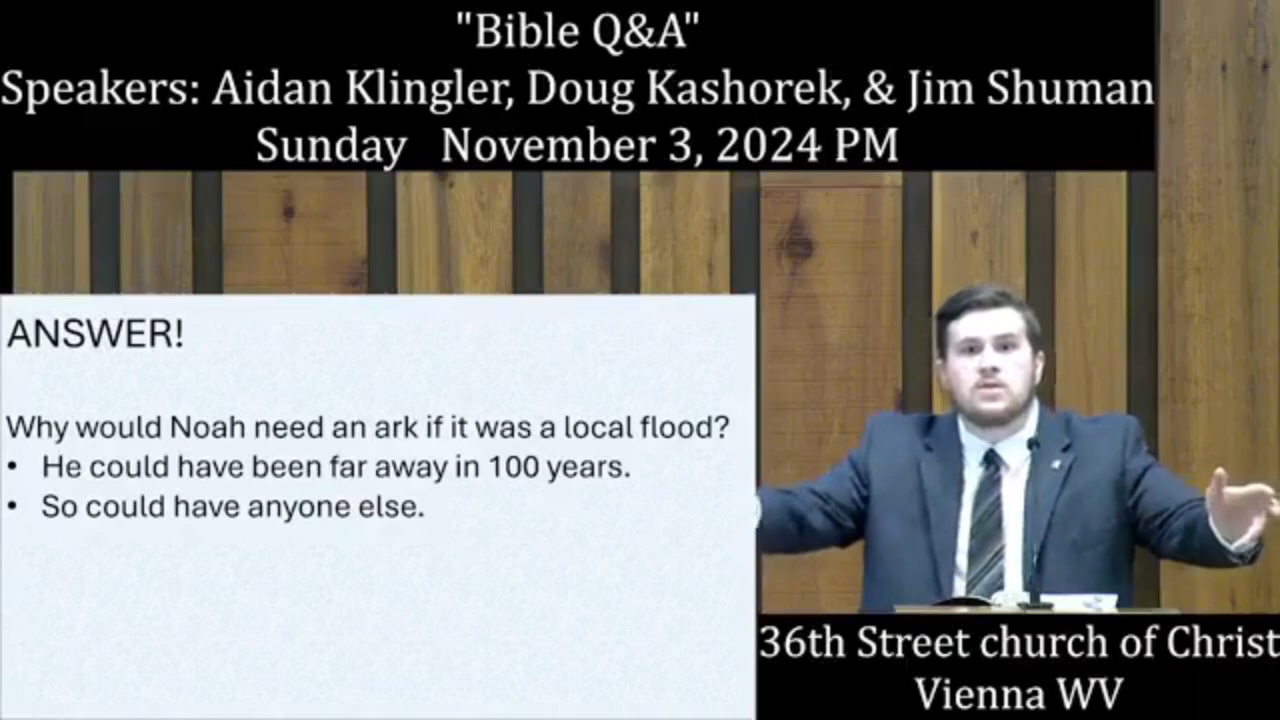 "Bible Q&A"
Speakers: Aidan Klingler, Doug Kashorek, & Jim Shuman
Sunday November 3, 2024 PM
ANSWER!
Why would Noah need an ark if it was a local flood?
• He could have been far away in 100 years.
• So could have anyone else.
36th Street church of Christ
Vienna WV